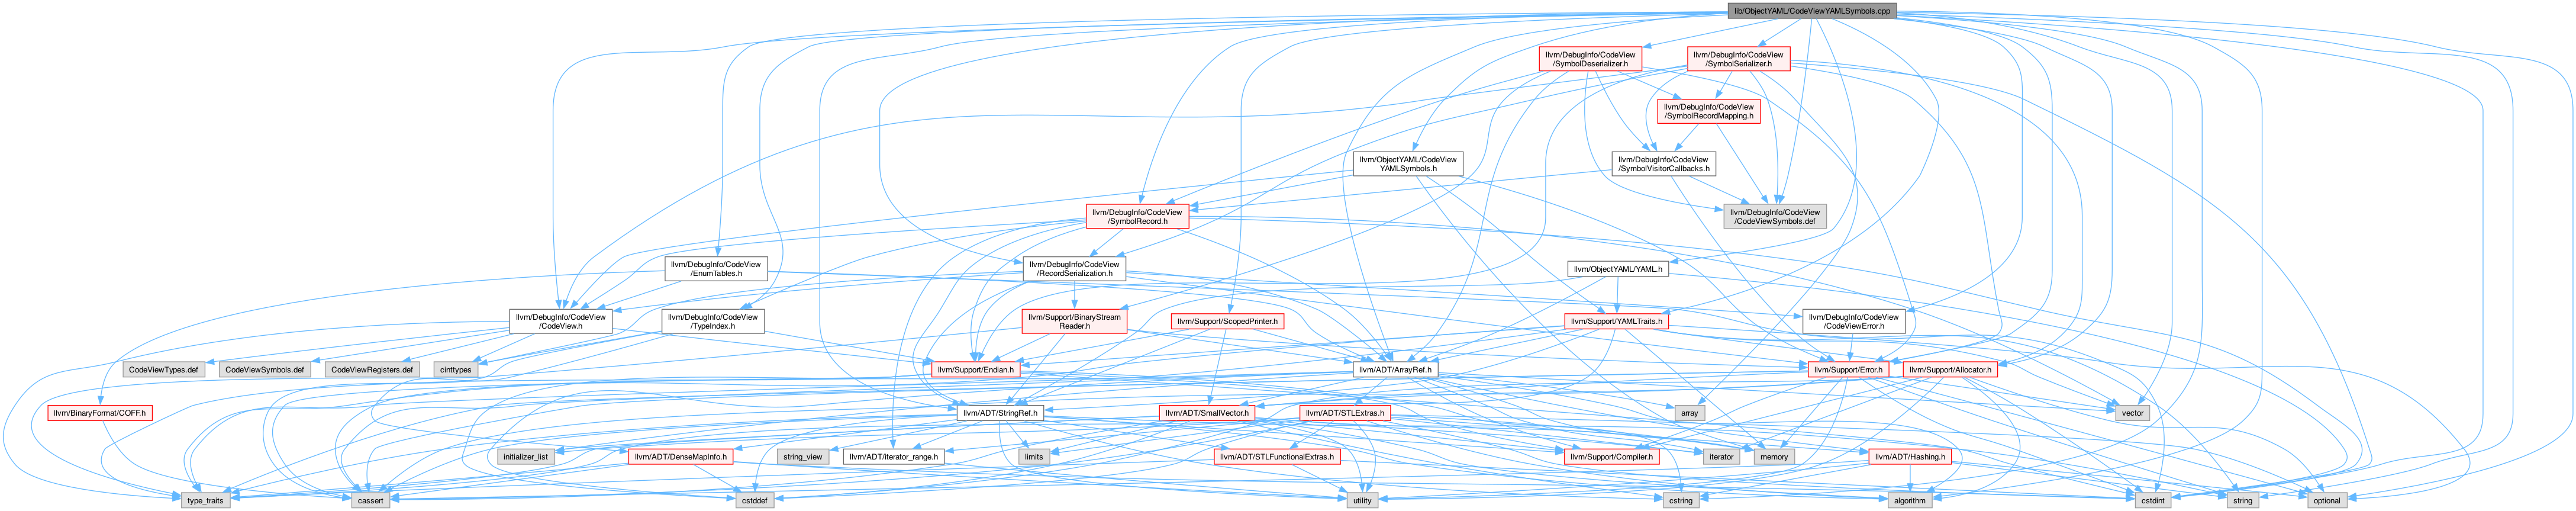 lib/ObjectYAML/CodeViewYAMLSymbols.cpp
llvm/DebugInfo/CodeView
/SymbolDeserializer.h
llvm/DebugInfo/CodeView
/SymbolSerializer.h
llvm/DebugInfo/CodeView
/SymbolRecordMapping.h
llvm/ObjectYAML/CodeView
YAMLSymbols.h
llvm/DebugInfo/CodeView
/SymbolVisitorCallbacks.h
llvm/DebugInfo/CodeView
/SymbolRecord.h
llvm/DebugInfo/CodeView
/CodeViewSymbols.def
llvm/DebugInfo/CodeView
/EnumTables.h
llvm/DebugInfo/CodeView
/RecordSerialization.h
llvm/ObjectYAML/YAML.h
llvm/DebugInfo/CodeView
/CodeView.h
llvm/DebugInfo/CodeView
/TypeIndex.h
llvm/Support/BinaryStream
Reader.h
llvm/Support/ScopedPrinter.h
llvm/Support/YAMLTraits.h
llvm/DebugInfo/CodeView
/CodeViewError.h
CodeViewTypes.def
CodeViewSymbols.def
CodeViewRegisters.def
cinttypes
llvm/Support/Endian.h
llvm/ADT/ArrayRef.h
llvm/Support/Error.h
llvm/Support/Allocator.h
llvm/BinaryFormat/COFF.h
llvm/ADT/StringRef.h
llvm/ADT/SmallVector.h
llvm/ADT/STLExtras.h
array
vector
initializer_list
llvm/ADT/DenseMapInfo.h
string_view
llvm/ADT/iterator_range.h
limits
llvm/ADT/STLFunctionalExtras.h
llvm/Support/Compiler.h
iterator
memory
llvm/ADT/Hashing.h
type_traits
cassert
cstddef
utility
cstring
algorithm
cstdint
string
optional